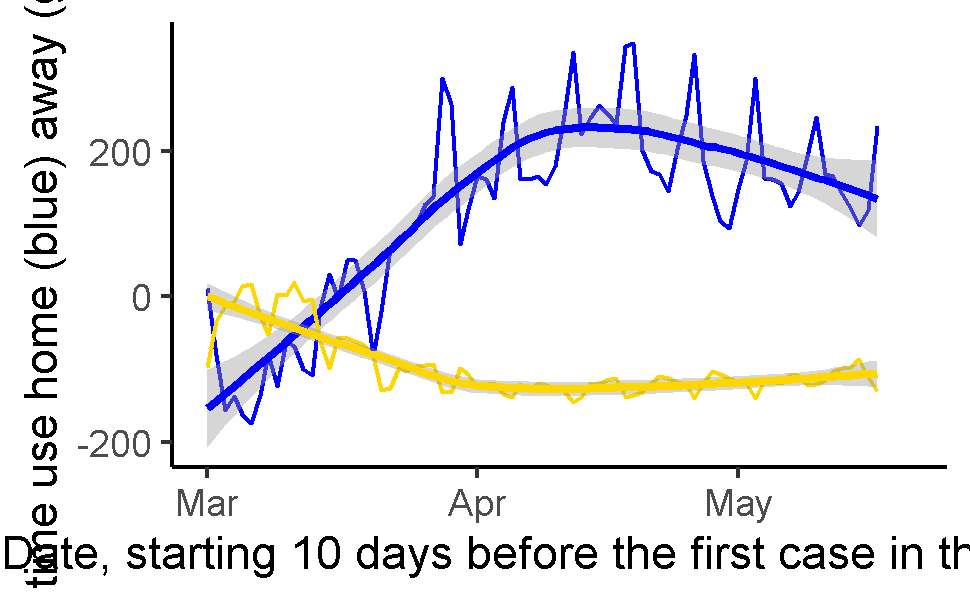 time use home (blue) away (
200
0
-200
Mar
Apr
May
Date, starting 10 days before the first case in th